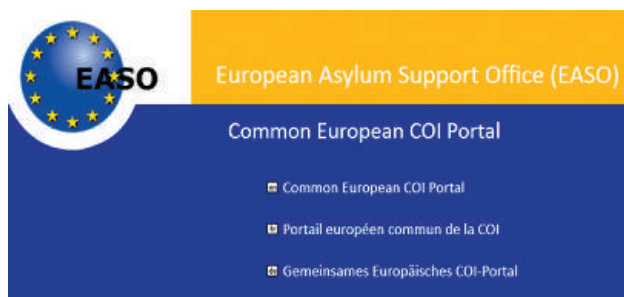 EASO
European Asylum Support Office (EASO)
Common European COI Portal
Common European COI Portal
Portail européen commun de la COI
Gemeinsames Europäisches COI-Portal